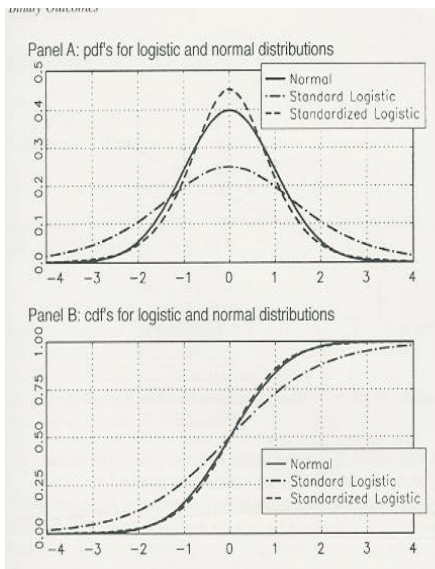 Binary Outcomes
Panel A: pdf's for logistic and normal distributions
0.5
Normal
Standard Logistic
Standardized Logistic
0.4
0.3
0.2
0.1
0.0
-4 -3 -2 -1 0 1 2 3 4
Panel B: cdf's for logistic and normal distributions
1.00
0.75
0.50
Normal
Standard Logistic
Standardized Logistic
0.25
0.00
-4 -3 -2 -1 0 1 2 3 4